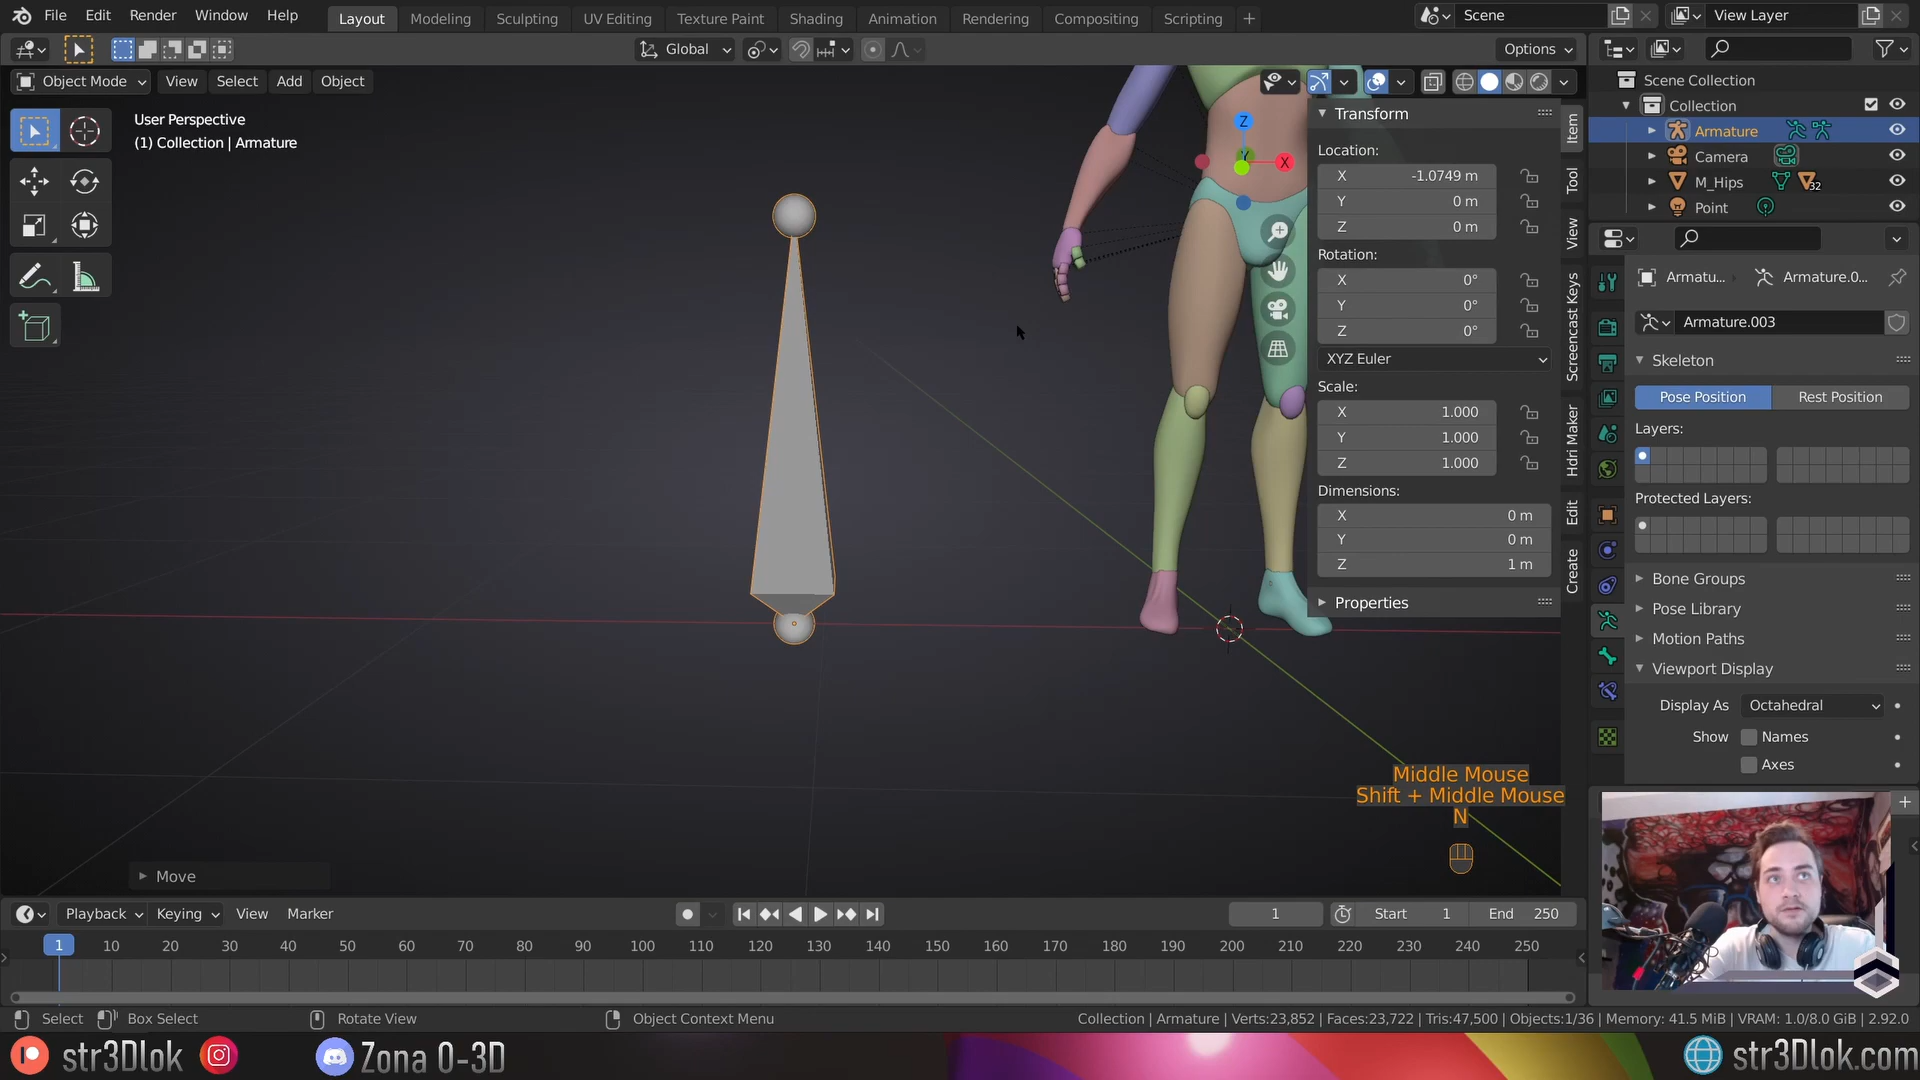 File Edit Render Window Help Layout Modeling Sculpting UV Editing Texture Paint Shading Animation Rendering Compositing Scripting + Scene View Layer
Global Options
Object Mode View Select Add Object
User Perspective
(1) Collection | Armature
Z
Y
X
Transform
Location:
X -1.0749 m
Y 0 m
Z 0 m
Rotation:
X 0°
Y 0°
Z 0°
XYZ Euler
Scale:
X 1.000
Y 1.000
Z 1.000
Dimensions:
X 0 m
Y 0 m
Z 1 m
Properties
Item
Tool
View
Screencast Keys
Hdri Maker
Edit
Create
Scene Collection
Collection
Armature
Camera
M_Hips 32
Point
Armatu... Armature.0...
Armature.003
Skeleton
Pose Position Rest Position
Layers:
Protected Layers:
Bone Groups
Pose Library
Motion Paths
Viewport Display
Display As Octahedral
Show Names
Axes
Middle Mouse
Shift + Middle Mouse
N
Move
Playback Keying View Marker 1 Start 1 End 250
1 10 20 30 40 50 60 70 80 90 100 110 120 130 140 150 160 170 180 190 200 210 220 230 240 250
Select Box Select Rotate View Object Context Menu Collection | Armature | Verts:23,852 | Faces:23,722 | Tris:47,500 | Objects:1/36 | Memory: 41.5 MiB | VRAM: 1.0/8.0 GiB | 2.92.0
str3Dlok Zona 0-3D str3Dlok.com